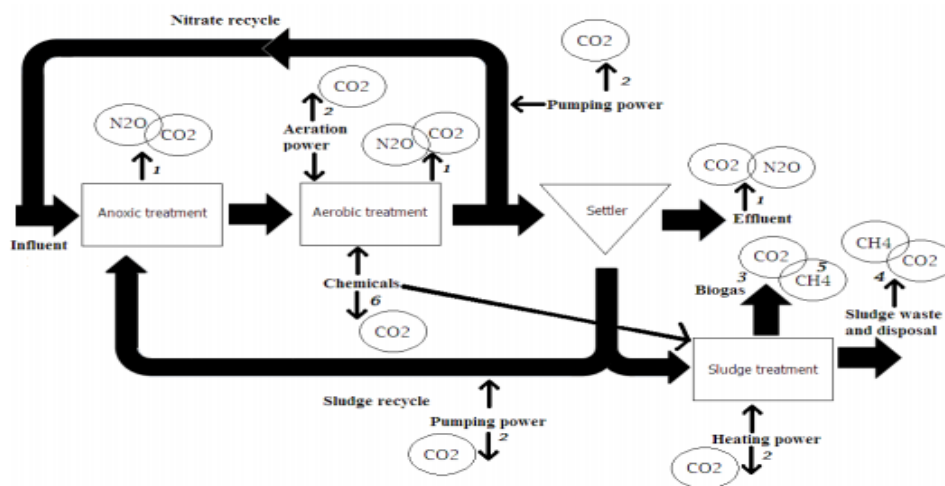 Nitrate recycle
CO2
2
Pumping power
CO2
2
Aeration
power
N2O
CO2
1
N2O
CO2
1
CO2
N2O
1
Effluent
Anoxic treatment
Aerobic treatment
Settler
Influent
CH4
CO2
4
Sludge waste
and disposal
CO2
3
5
CH4
Biogas
Chemicals
6
CO2
Sludge treatment
Sludge recycle
Pumping power
2
CO2
Heating power
2
CO2